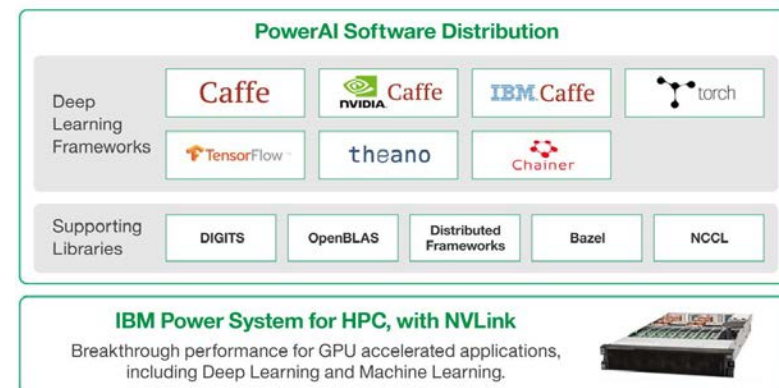 PowerAI Software Distribution
Deep
Learning
Frameworks
Caffe
NVIDIA Caffe
IBM Caffe
torch
TensorFlow
theano
Chainer
Supporting
Libraries
DIGITS
OpenBLAS
Distributed
Frameworks
Bazel
NCCL
IBM Power System for HPC, with NVLink
Breakthrough performance for GPU accelerated applications,
including Deep Learning and Machine Learning.